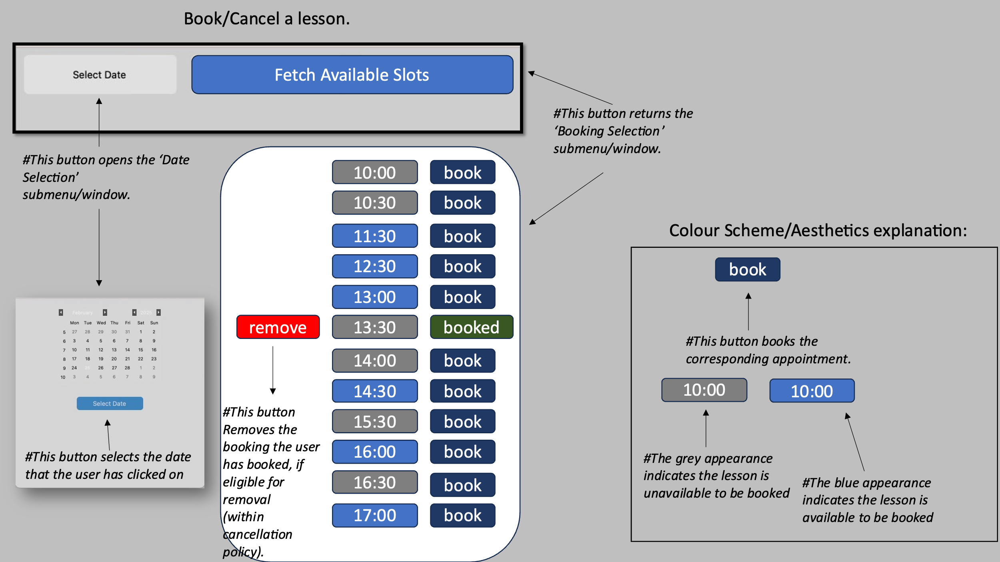 Book/Cancel a lesson.
Select Date
Fetch Available Slots
#This button returns the
‘Booking Selection’
submenu/window.
#This button opens the ‘Date
Selection’
submenu/window.
10:00 book
10:30 book
11:30 book
12:30 book
13:00 book
remove 13:30 booked
14:00 book
14:30 book
15:30 book
16:00 book
16:30 book
17:00 book
#This button
Removes the
booking the user
has booked, if
eligible for
removal
(within
cancellation
policy).
February 2025
Mon Tue Wed Thu Fri Sat Sun
5 27 28 29 30 31 1 2
6 3 4 5 6 7 8 9
7 10 11 12 13 14 15 16
8 17 18 19 20 21 22 23
9 24 25 26 27 28 1 2
10 3 4 5 6 7 8 9
Select Date
#This button selects the date
that the user has clicked on
Colour Scheme/Aesthetics explanation:
book
#This button books the
corresponding appointment.
10:00
10:00
#The grey appearance
indicates the lesson is
unavailable to be booked
#The blue appearance
indicates the lesson is
available to be booked